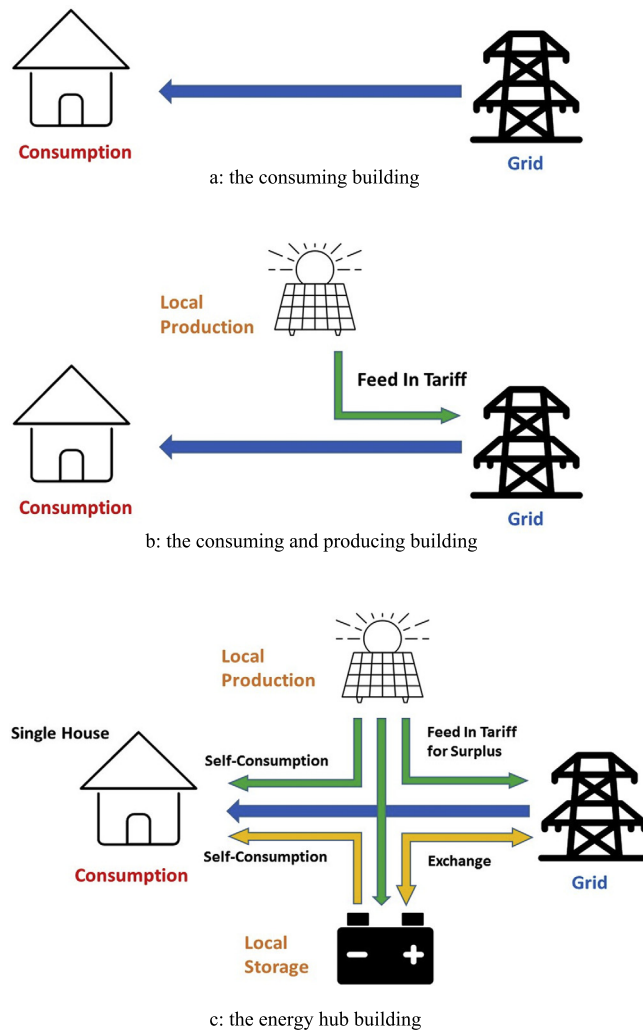 Consumption
Grid
a: the consuming building
Local
Production
Feed In Tariff
Consumption
Grid
b: the consuming and producing building
Local
Production
Single House
Feed In Tariff
for Surplus
Self-Consumption
Self-Consumption
Exchange
Consumption
Grid
Local
Storage
c: the energy hub building